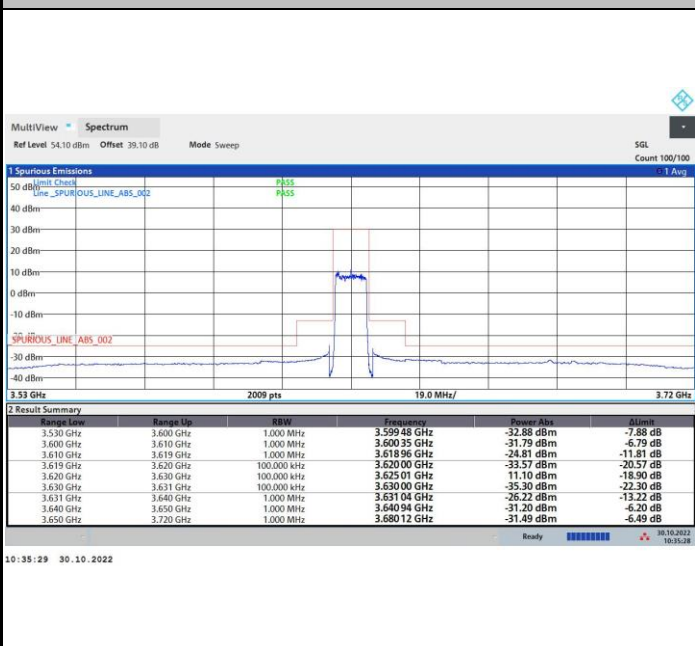 MultiView Spectrum
Ref Level 54.10 dBm Offset 39.10 dB Mode Sweep SGL
Count 100/100
1 Spurious Emissions 1 Avg
Limit Check PASS
Line _SPURIOUS_LINE_ABS_002 PASS
50 dBm
40 dBm
30 dBm
20 dBm
10 dBm
0 dBm
-10 dBm
-20 dBm
SPURIOUS_LINE_ABS_002
-30 dBm
-40 dBm
3.53 GHz 2009 pts 19.0 MHz/ 3.72 GHz
2 Result Summary
Range Low Range Up RBW Frequency Power Abs ΔLimit
3.530 GHz 3.600 GHz 1.000 MHz 3.599 48 GHz -32.88 dBm -7.88 dB
3.600 GHz 3.610 GHz 1.000 MHz 3.600 35 GHz -31.79 dBm -6.79 dB
3.610 GHz 3.619 GHz 1.000 MHz 3.618 96 GHz -24.81 dBm -11.81 dB
3.619 GHz 3.620 GHz 100.000 kHz 3.620 00 GHz -33.57 dBm -20.57 dB
3.620 GHz 3.630 GHz 100.000 kHz 3.625 01 GHz 11.10 dBm -18.90 dB
3.630 GHz 3.631 GHz 100.000 kHz 3.630 00 GHz -35.30 dBm -22.30 dB
3.631 GHz 3.640 GHz 1.000 MHz 3.631 04 GHz -26.22 dBm -13.22 dB
3.640 GHz 3.650 GHz 1.000 MHz 3.640 94 GHz -31.20 dBm -6.20 dB
3.650 GHz 3.720 GHz 1.000 MHz 3.680 12 GHz -31.49 dBm -6.49 dB
Ready 30.10.2022
10:35:28
10:35:29 30.10.2022